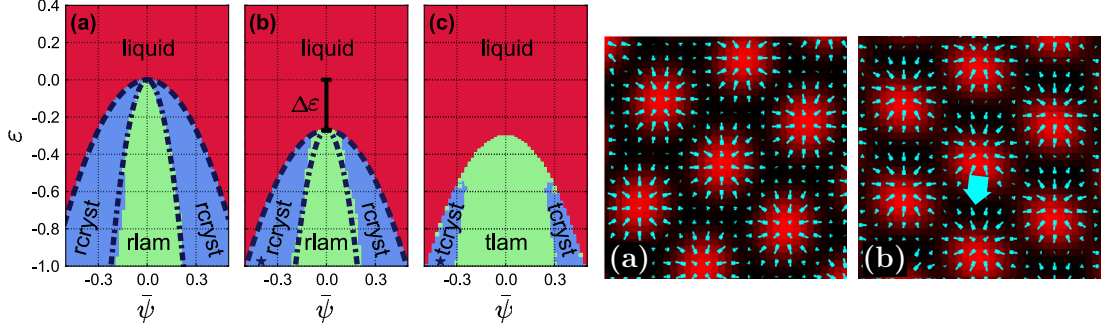 (a)
liquid
rcryst
rlam
rcryst
0.4
0.2
0.0
-0.2
-0.4
-0.6
-0.8
-1.0
ε
-0.3
0.0
0.3
ψ̄
(b)
liquid
Δε
rcryst
rlam
rcryst
-0.3
0.0
0.3
ψ̄
(c)
liquid
rcryst
tlam
rcryst
-0.3
0.0
0.3
ψ̄
(a)
(b)